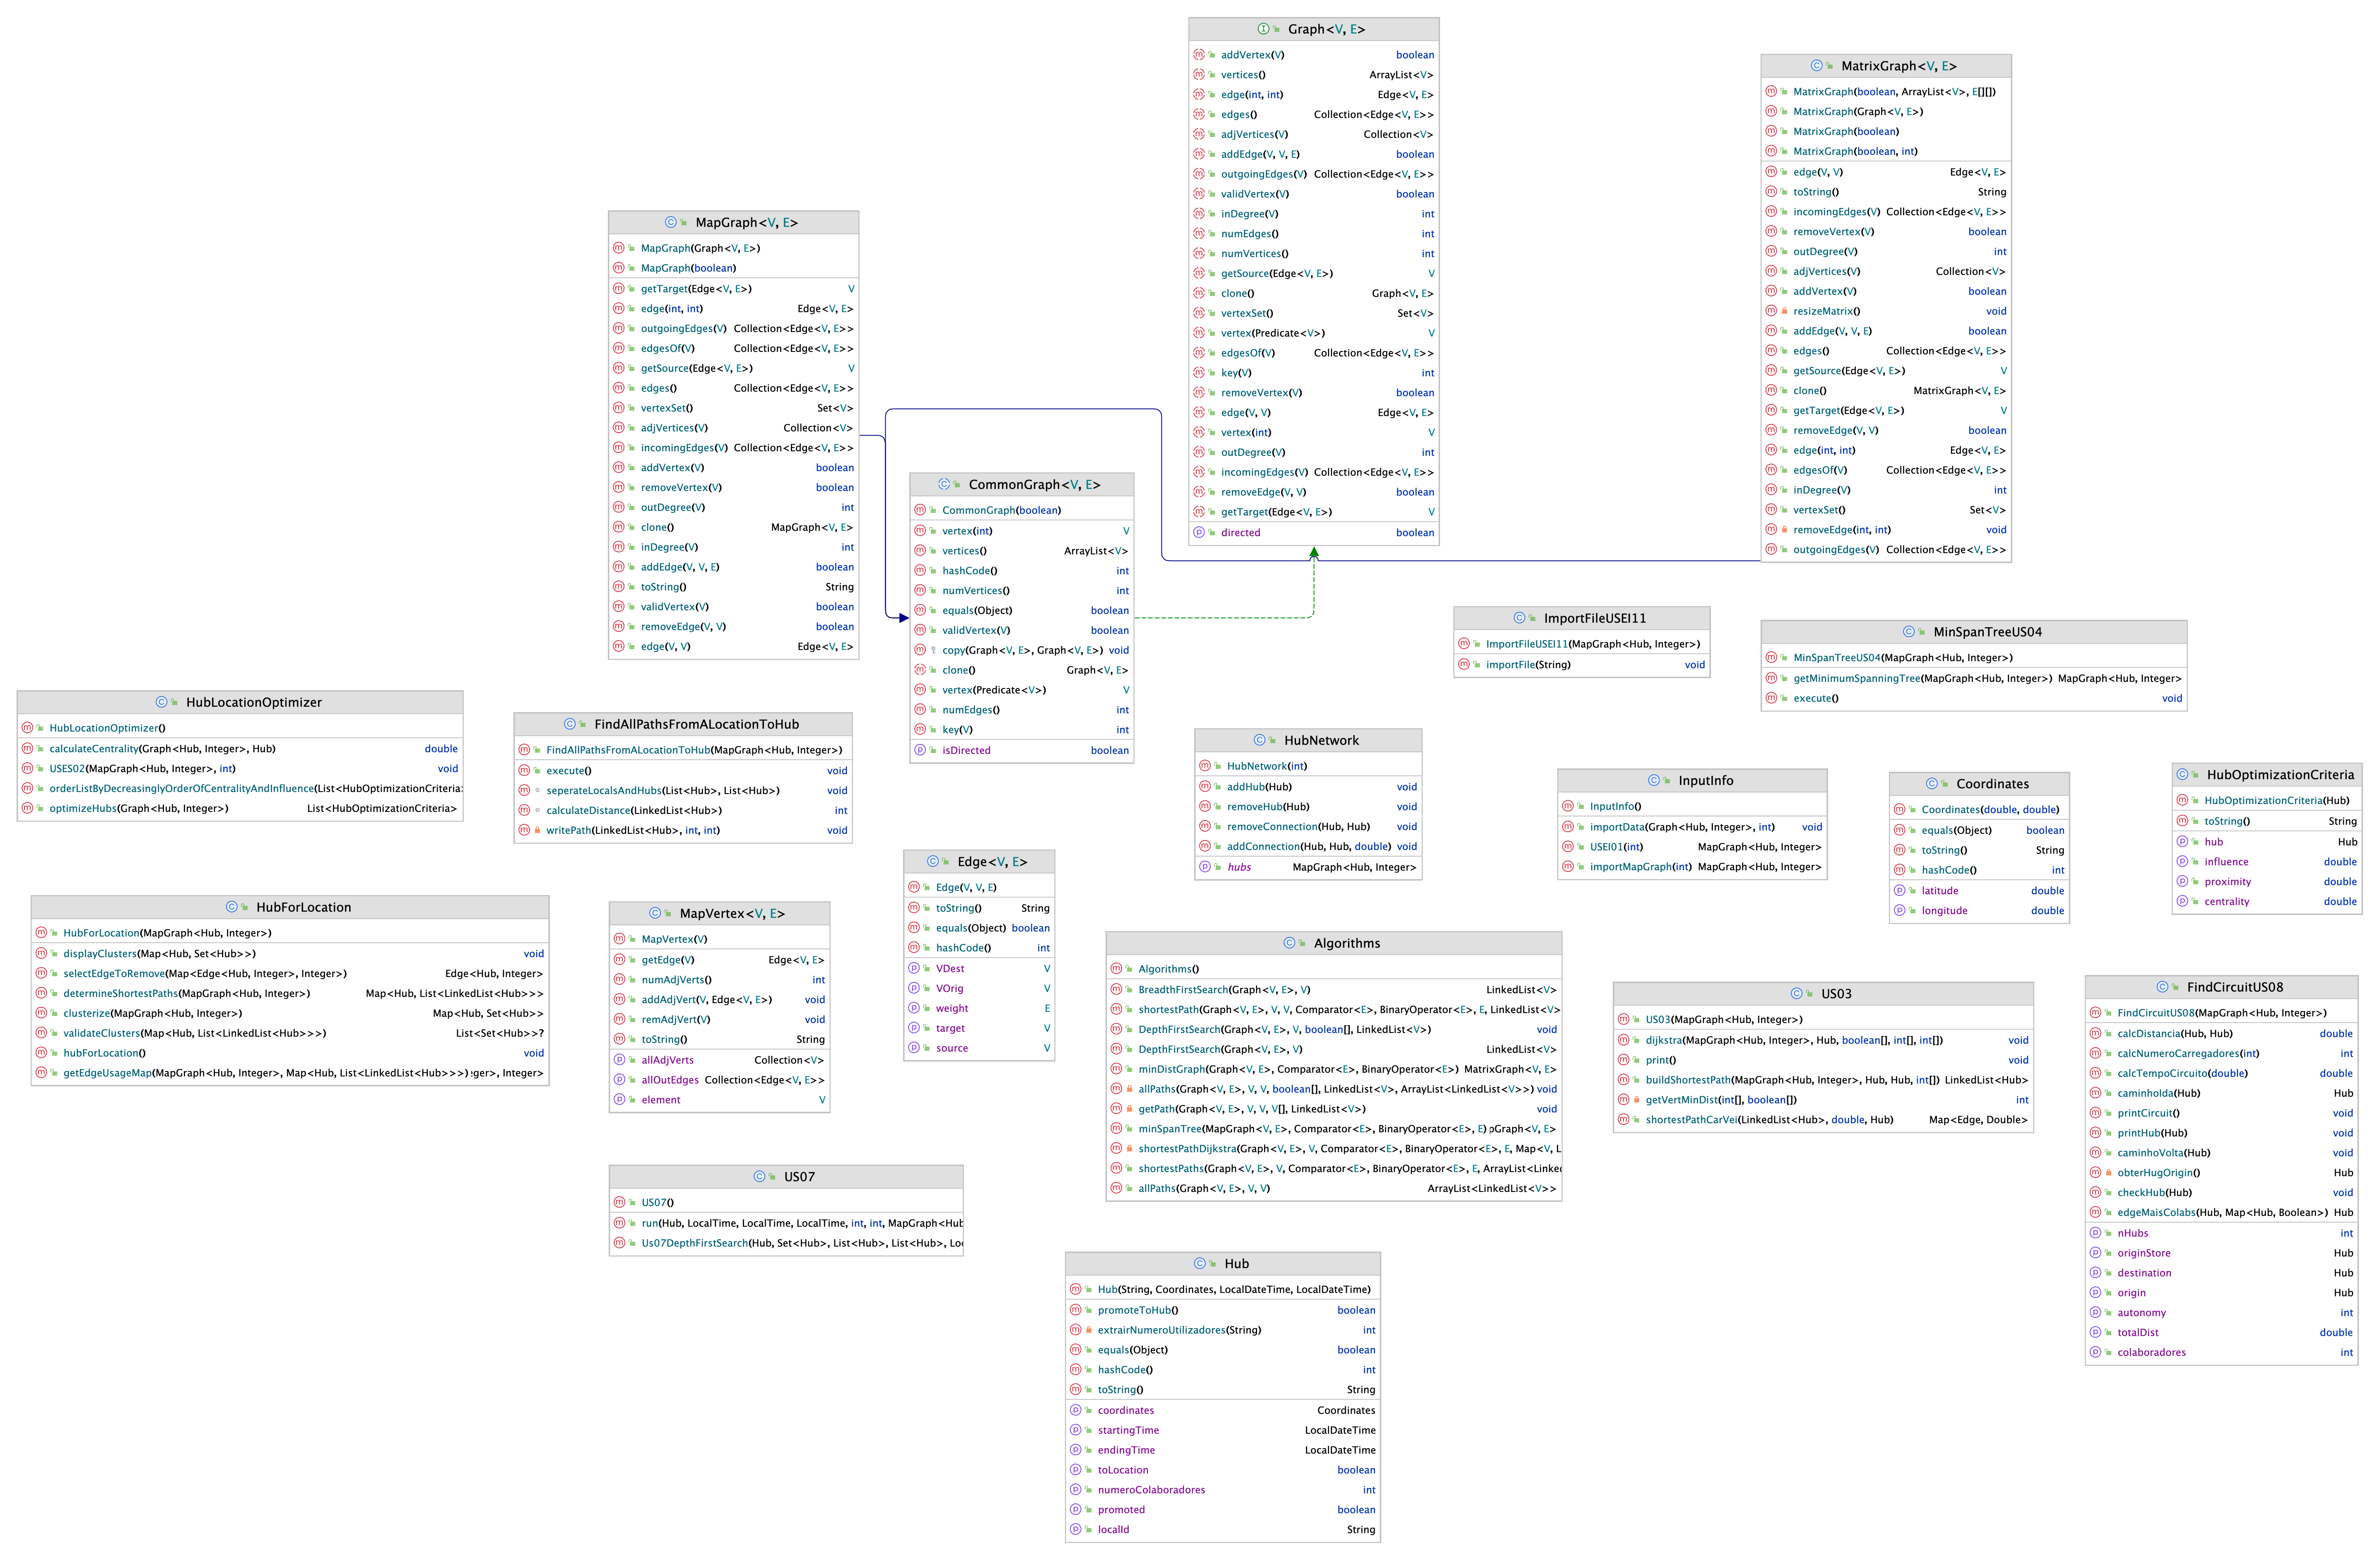 Graph<V, E>
addVertex(V) boolean
vertices() ArrayList<V>
edge(int, int) Edge<V, E>
edges() Collection<Edge<V, E>>
adjVertices(V) Collection<V>
addEdge(V, V, E) boolean
outgoingEdges(V) Collection<Edge<V, E>>
validVertex(V) boolean
inDegree(V) int
numEdges() int
numVertices() int
getSource(Edge<V, E>) V
clone() Graph<V, E>
vertexSet() Set<V>
vertex(Predicate<V>) V
edgesOf(V) Collection<Edge<V, E>>
key(V) int
removeVertex(V) boolean
edge(V, V) Edge<V, E>
vertex(int) V
outDegree(V) int
incomingEdges(V) Collection<Edge<V, E>>
removeEdge(V, V) boolean
getTarget(Edge<V, E>) V
directed boolean
MatrixGraph<V, E>
MatrixGraph(boolean, ArrayList<V>, E[][])
MatrixGraph(Graph<V, E>)
MatrixGraph(boolean)
MatrixGraph(boolean, int)
edge(V, V) Edge<V, E>
toString() String
incomingEdges(V) Collection<Edge<V, E>>
removeVertex(V) boolean
outDegree(V) int
adjVertices(V) Collection<V>
addVertex(V) boolean
resizeMatrix() void
addEdge(V, V, E) boolean
edges() Collection<Edge<V, E>>
getSource(Edge<V, E>) V
clone() MatrixGraph<V, E>
getTarget(Edge<V, E>) V
removeEdge(V, V) boolean
edge(int, int) Edge<V, E>
edgesOf(V) Collection<Edge<V, E>>
inDegree(V) int
vertexSet() Set<V>
removeEdge(int, int) void
outgoingEdges(V) Collection<Edge<V, E>>
MapGraph<V, E>
MapGraph(Graph<V, E>)
MapGraph(boolean)
getTarget(Edge<V, E>) V
edge(int, int) Edge<V, E>
outgoingEdges(V) Collection<Edge<V, E>>
edgesOf(V) Collection<Edge<V, E>>
getSource(Edge<V, E>) V
edges() Collection<Edge<V, E>>
vertexSet() Set<V>
adjVertices(V) Collection<V>
incomingEdges(V) Collection<Edge<V, E>>
addVertex(V) boolean
removeVertex(V) boolean
outDegree(V) int
clone() MapGraph<V, E>
inDegree(V) int
addEdge(V, V, E) boolean
toString() String
validVertex(V) boolean
removeEdge(V, V) boolean
edge(V, V) Edge<V, E>
CommonGraph<V, E>
CommonGraph(boolean)
vertex(int) V
vertices() ArrayList<V>
hashCode() int
numVertices() int
equals(Object) boolean
validVertex(V) boolean
copy(Graph<V, E>, Graph<V, E>) void
clone() Graph<V, E>
vertex(Predicate<V>) V
numEdges() int
key(V) int
isDirected boolean
ImportFileUSEI11
ImportFileUSEI11(MapGraph<Hub, Integer>)
importFile(String) void
MinSpanTreeUS04
MinSpanTreeUS04(MapGraph<Hub, Integer>)
getMinimumSpanningTree(MapGraph<Hub, Integer>) MapGraph<Hub, Integer>
execute() void
HubLocationOptimizer
HubLocationOptimizer()
calculateCentrality(Graph<Hub, Integer>, Hub) double
USES02(MapGraph<Hub, Integer>, int) void
orderListByDecreasinglyOrderOfCentralityAndInfluence(List<HubOptimizationCriteria>
optimizeHubs(Graph<Hub, Integer>) List<HubOptimizationCriteria>
FindAllPathsFromALocationToHub
FindAllPathsFromALocationToHub(MapGraph<Hub, Integer>)
execute() void
seperateLocalsAndHubs(List<Hub>, List<Hub>) void
calculateDistance(LinkedList<Hub>) int
writePath(LinkedList<Hub>, int, int) void
HubNetwork
HubNetwork(int)
addHub(Hub) void
removeHub(Hub) void
removeConnection(Hub, Hub) void
addConnection(Hub, Hub, double) void
hubs MapGraph<Hub, Integer>
InputInfo
InputInfo()
importData(Graph<Hub, Integer>, int) void
USEI01(int) MapGraph<Hub, Integer>
importMapGraph(int) MapGraph<Hub, Integer>
Coordinates
Coordinates(double, double)
equals(Object) boolean
toString() String
hashCode() int
latitude double
longitude double
HubOptimizationCriteria
HubOptimizationCriteria(Hub)
toString() String
hub Hub
influence double
proximity double
centrality double
HubForLocation
HubForLocation(MapGraph<Hub, Integer>)
displayClusters(Map<Hub, Set<Hub>>) void
selectEdgeToRemove(Map<Edge<Hub, Integer>, Integer>) Edge<Hub, Integer>
determineShortestPaths(MapGraph<Hub, Integer>) Map<Hub, List<LinkedList<Hub>>>
clusterize(MapGraph<Hub, Integer>) Map<Hub, Set<Hub>>
validateClusters(Map<Hub, List<LinkedList<Hub>>>) List<Set<Hub>>?
hubForLocation() void
getEdgeUsageMap(MapGraph<Hub, Integer>, Map<Hub, List<LinkedList<Hub>>>) :ger>, Integer>
Edge<V, E>
Edge(V, V, E)
toString() String
equals(Object) boolean
hashCode() int
VDest V
VOrig V
weight E
target V
source V
MapVertex<V, E>
MapVertex(V)
getEdge(V) Edge<V, E>
numAdjVerts() int
addAdjVert(V, Edge<V, E>) void
remAdjVert(V) void
toString() String
allAdjVerts Collection<V>
allOutEdges Collection<Edge<V, E>>
element V
Algorithms
Algorithms()
BreadthFirstSearch(Graph<V, E>, V) LinkedList<V>
shortestPath(Graph<V, E>, V, V, Comparator<E>, BinaryOperator<E>, E, LinkedList<V>
DepthFirstSearch(Graph<V, E>, V, boolean[], LinkedList<V>) void
DepthFirstSearch(Graph<V, E>, V) LinkedList<V>
minDistGraph(Graph<V, E>, Comparator<E>, BinaryOperator<E>) MatrixGraph<V, E>
allPaths(Graph<V, E>, V, V, boolean[], LinkedList<V>, ArrayList<LinkedList<V>>) void
getPath(Graph<V, E>, V, V, V[], LinkedList<V>) void
minSpanTree(MapGraph<V, E>, Comparator<E>, BinaryOperator<E>, E) pGraph<V, E>
shortestPathDijkstra(Graph<V, E>, V, Comparator<E>, BinaryOperator<E>, E, Map<V, L
shortestPaths(Graph<V, E>, V, Comparator<E>, BinaryOperator<E>, E, ArrayList<Linke
allPaths(Graph<V, E>, V, V) ArrayList<LinkedList<V>>
US03
US03(MapGraph<Hub, Integer>)
dijkstra(MapGraph<Hub, Integer>, Hub, boolean[], int[], int[]) void
print() void
buildShortestPath(MapGraph<Hub, Integer>, Hub, Hub, int[]) LinkedList<Hub>
getVertMinDist(int[], boolean[]) int
shortestPathCarVei(LinkedList<Hub>, double, Hub) Map<Edge, Double>
FindCircuitUS08
FindCircuitUS08(MapGraph<Hub, Integer>)
calcDistancia(Hub, Hub) double
calcNumeroCarregadores(int) int
calcTempoCircuito(double) double
caminhoIda(Hub) Hub
printCircuit() void
printHub(Hub) void
caminhoVolta(Hub) void
obterHugOrigin() Hub
checkHub(Hub) void
edgeMaisColabs(Hub, Map<Hub, Boolean>) Hub
nHubs int
originStore Hub
destination Hub
origin Hub
autonomy int
totalDist double
colaboradores int
US07
US07()
run(Hub, LocalTime, LocalTime, LocalTime, int, int, MapGraph<Hub
Us07DepthFirstSearch(Hub, Set<Hub>, List<Hub>, List<Hub>, Loc
Hub
Hub(String, Coordinates, LocalDateTime, LocalDateTime)
promoteToHub() boolean
extrairNumeroUtilizadores(String) int
equals(Object) boolean
hashCode() int
toString() String
coordinates Coordinates
startingTime LocalDateTime
endingTime LocalDateTime
toLocation boolean
numeroColaboradores int
promoted boolean
localId String